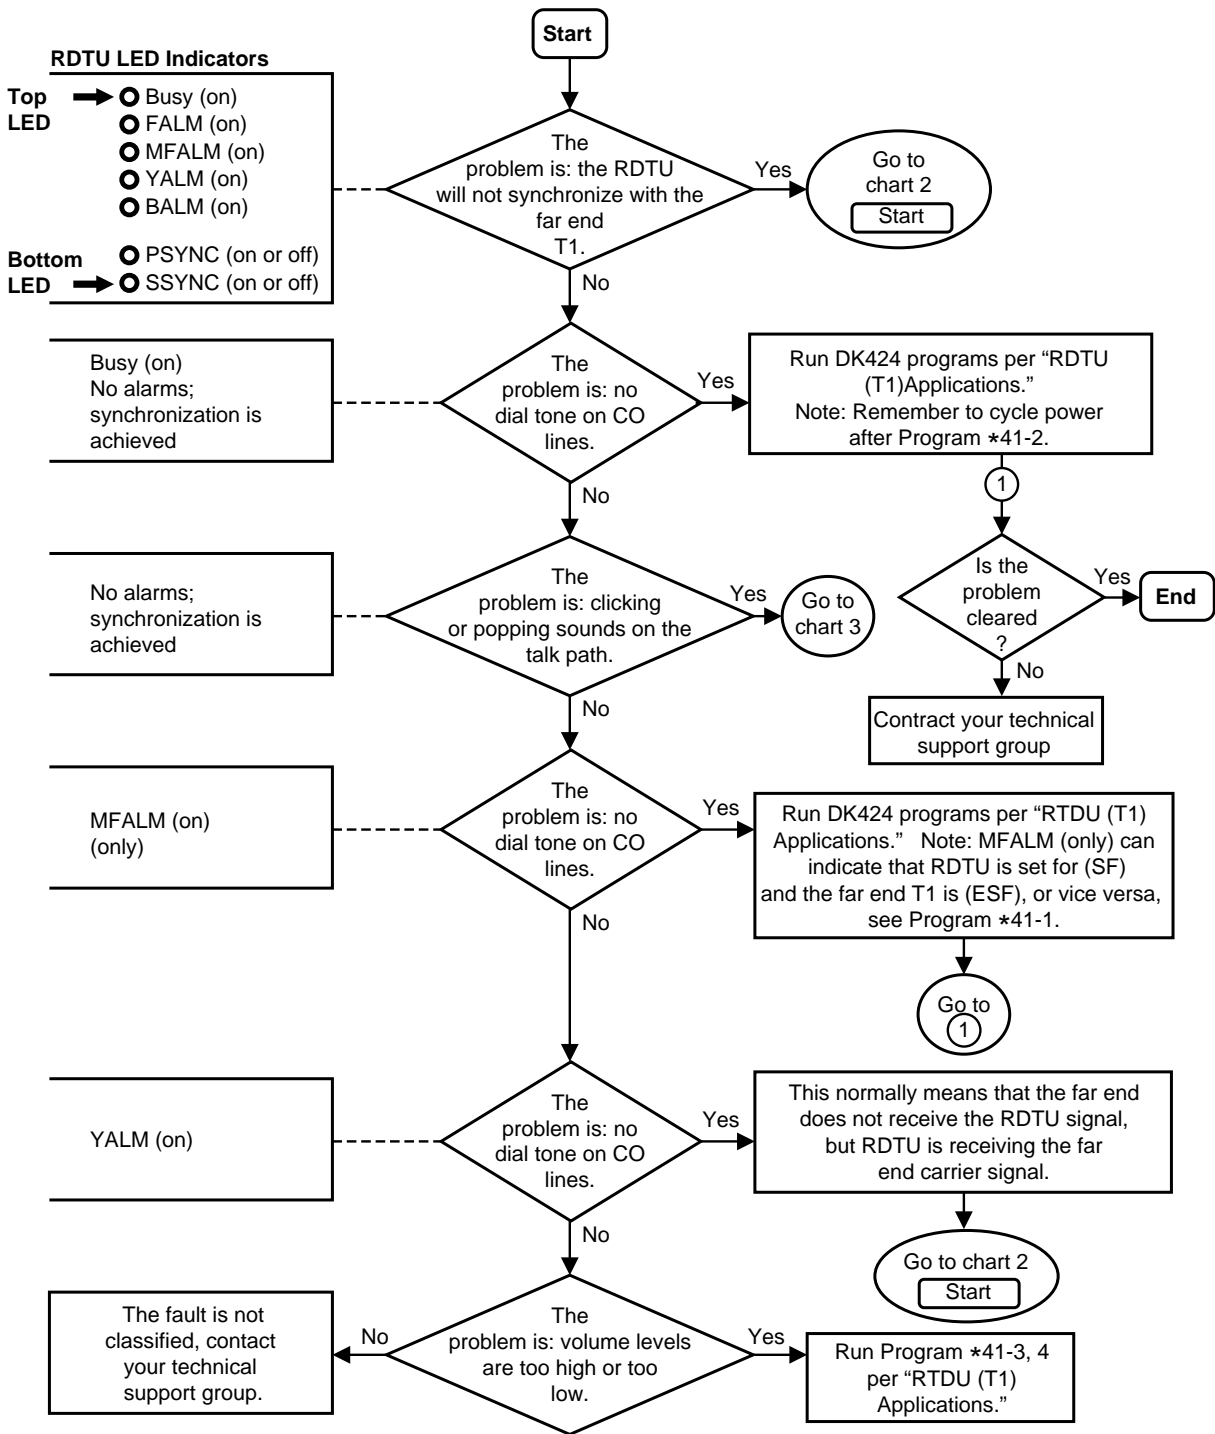 Start
RDTU LED Indicators
Top
LED
Busy (on)
FALM (on)
MFALM (on)
YALM (on)
BALM (on)
Bottom
LED
PSYNC (on or off)
SSYNC (on or off)
The
problem is: the RDTU
will not synchronize with the
far end
T1.
Yes
Go to
chart 2
Start
No
Busy (on)
No alarms;
synchronization is
achieved
The
problem is: no
dial tone on CO
lines.
Yes
Run DK424 programs per “RDTU
(T1)Applications.”
Note: Remember to cycle power
after Program *41-2.
1
Is the
problem
cleared
?
Yes
End
No
Contract your technical
support group
No
No alarms;
synchronization is
achieved
The
problem is: clicking
or popping sounds on the
talk path.
Yes
Go to
chart 3
No
MFALM (on)
(only)
The
problem is: no
dial tone on CO
lines.
Yes
Run DK424 programs per “RTDU (T1)
Applications.” Note: MFALM (only) can
indicate that RDTU is set for (SF)
and the far end T1 is (ESF), or vice versa,
see Program *41-1.
Go to
1
No
YALM (on)
The
problem is: no
dial tone on CO
lines.
Yes
This normally means that the far end
does not receive the RDTU signal,
but RDTU is receiving the far
end carrier signal.
Go to chart 2
Start
No
The
problem is: volume levels
are too high or too
low.
No
The fault is not
classified, contact
your technical
support group.
Yes
Run Program *41-3, 4
per “RTDU (T1)
Applications.”